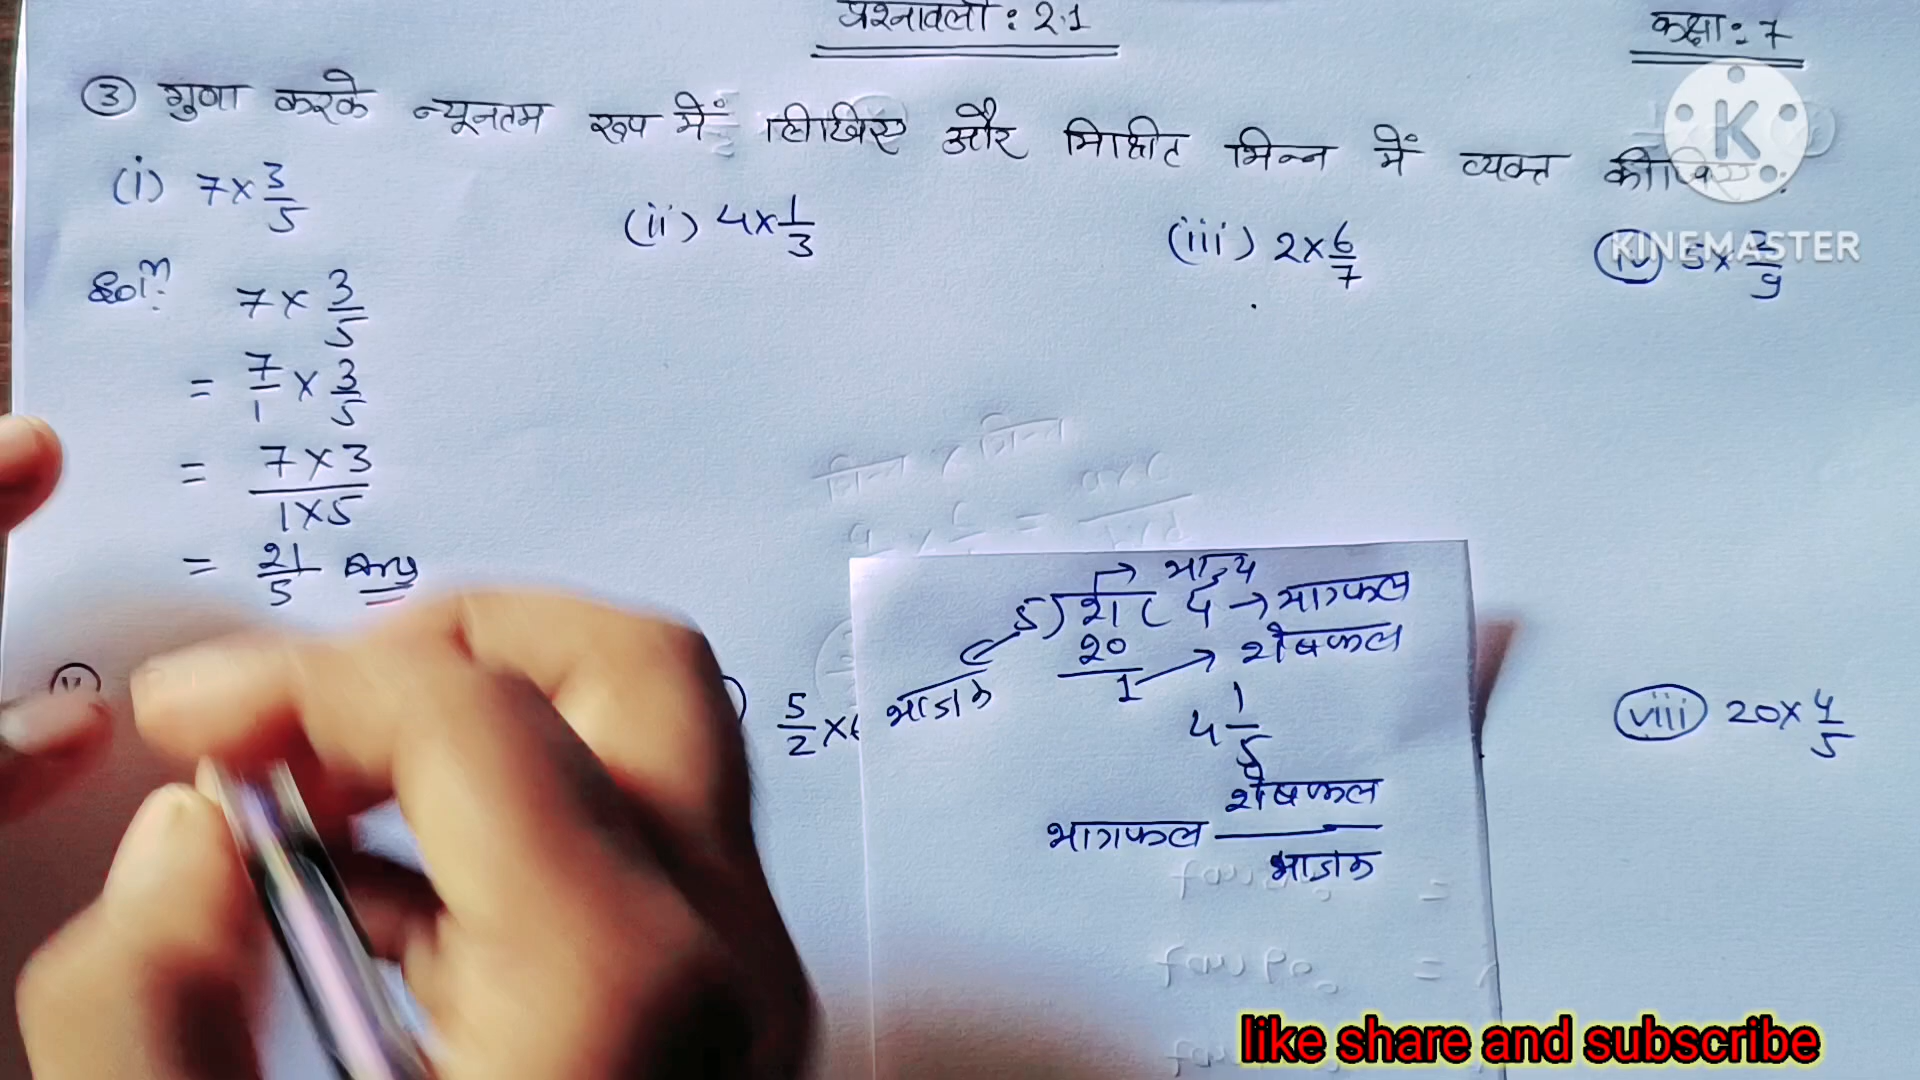 प्रश्नावली: 2.1
कक्षा: 7
③ गुणा करके न्यूनतम रूप में लिखिए और मिश्रित भिन्न में व्यक्त कीजिए:
K
KINEMASTER
(i) 7×3/5
(ii) 4×1/3
(iii) 2×6/7
(iv) 5×2/9
Solⁿ. 7×3/5
= 7/1 × 3/5
= 7×3/1×5
= 21/5 Ans
5/2×6
(viii) 20×4/5
→ भाज्य
5)21(4→भागफल
20
1→शेषफल
भाजक
4 1/5
भागफल शेषफल/भाजक
like share and subscribe